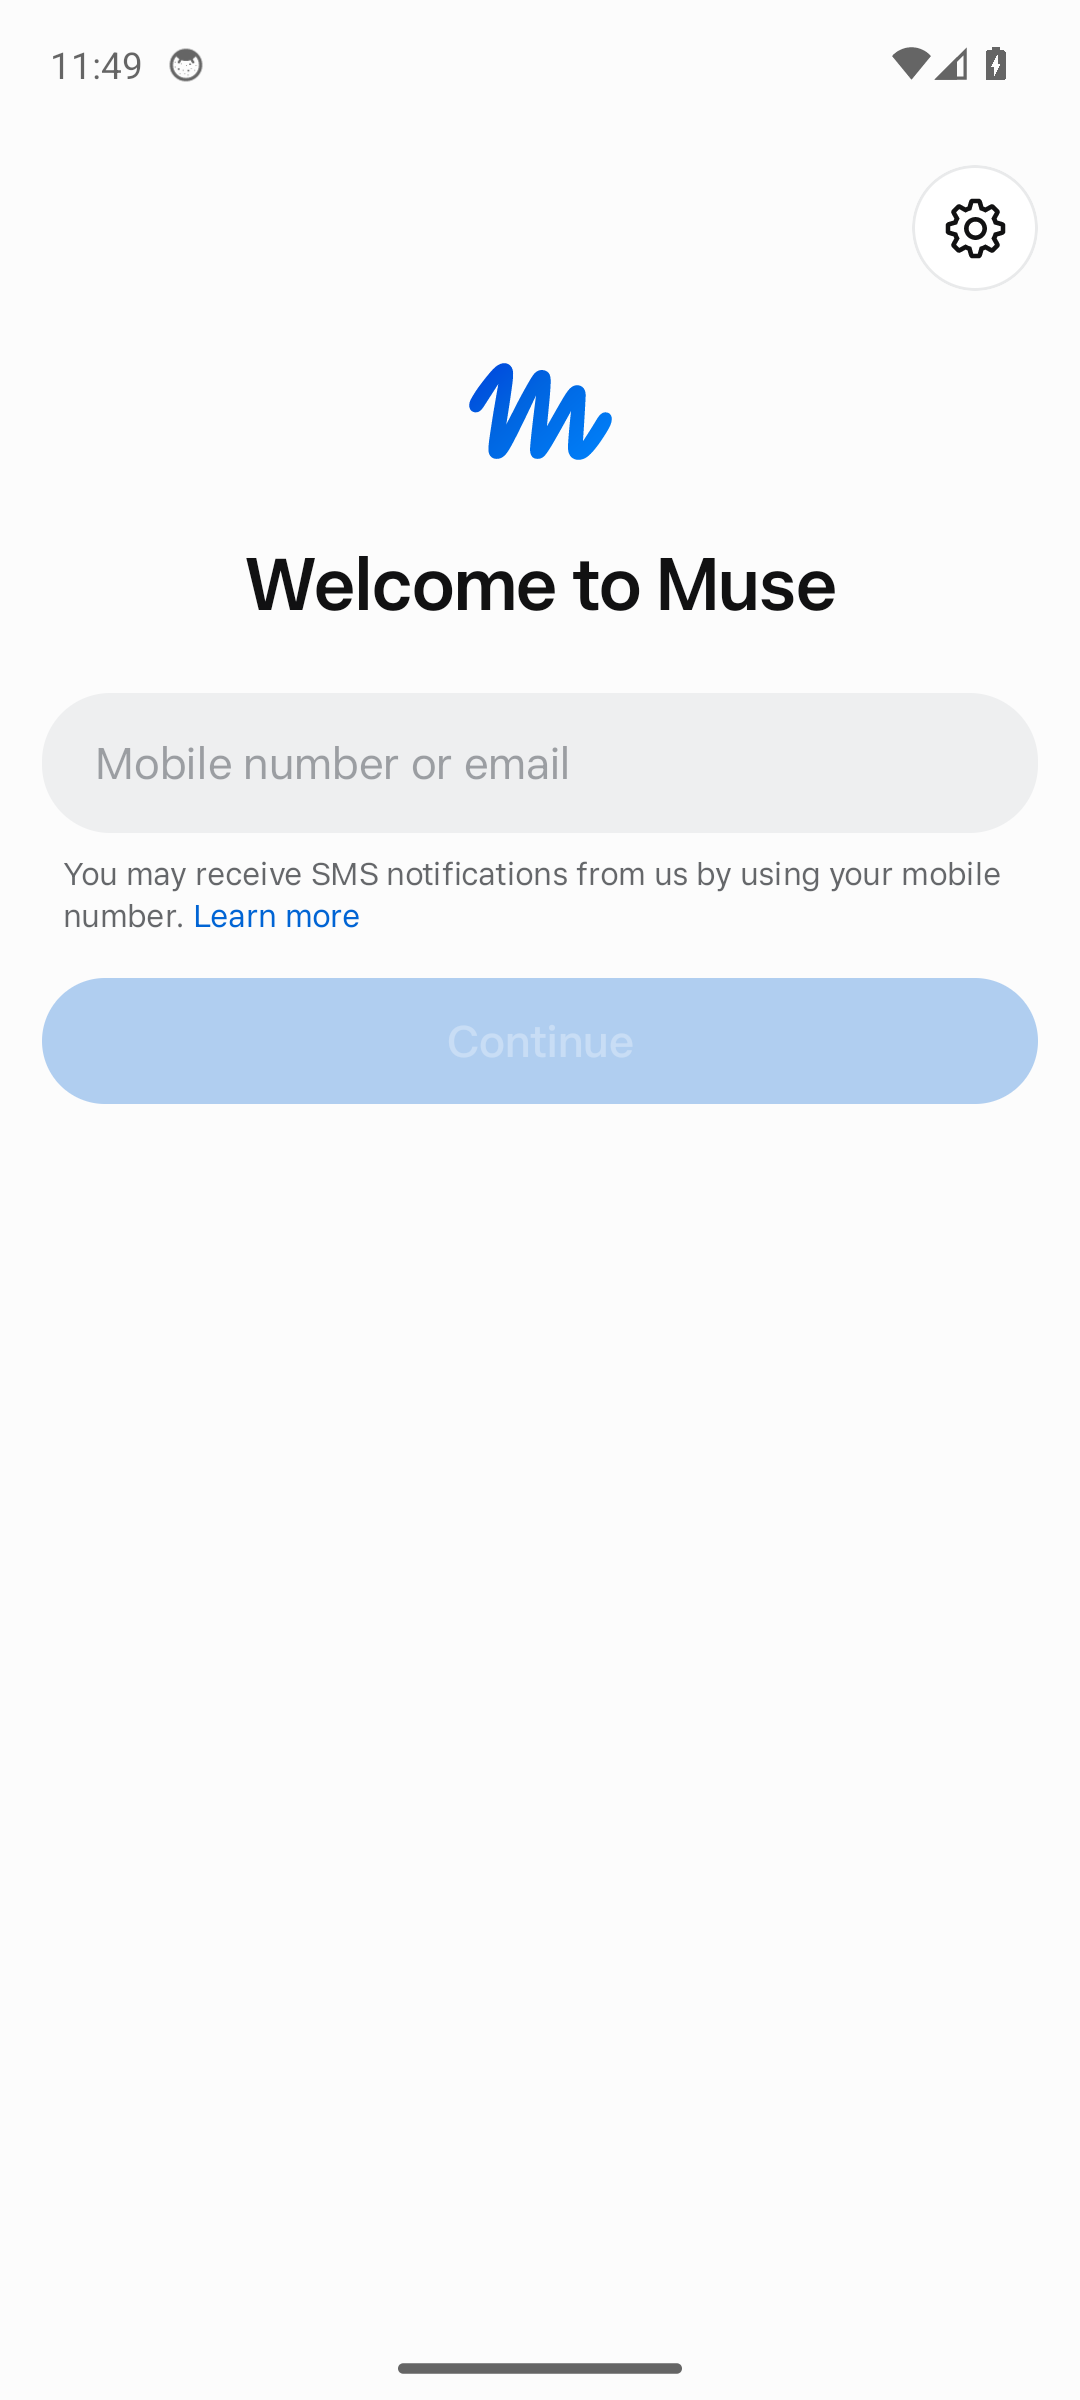 11:49
Welcome to Muse
Mobile number or email
You may receive SMS notifications from us by using your mobile
number. Learn more
Continue